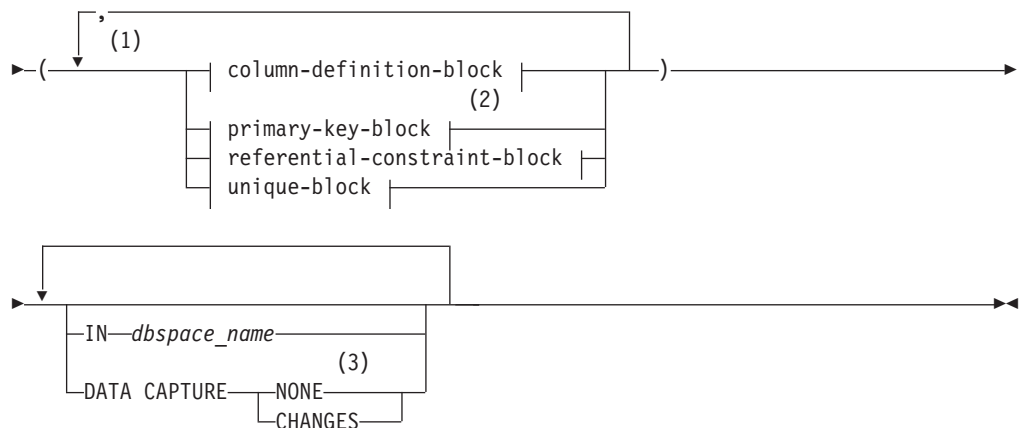 ,
(1)
( column-definition-block )
(2)
primary-key-block
referential-constraint-block
unique-block
IN dbspace_name
(3)
DATA CAPTURE NONE
CHANGES